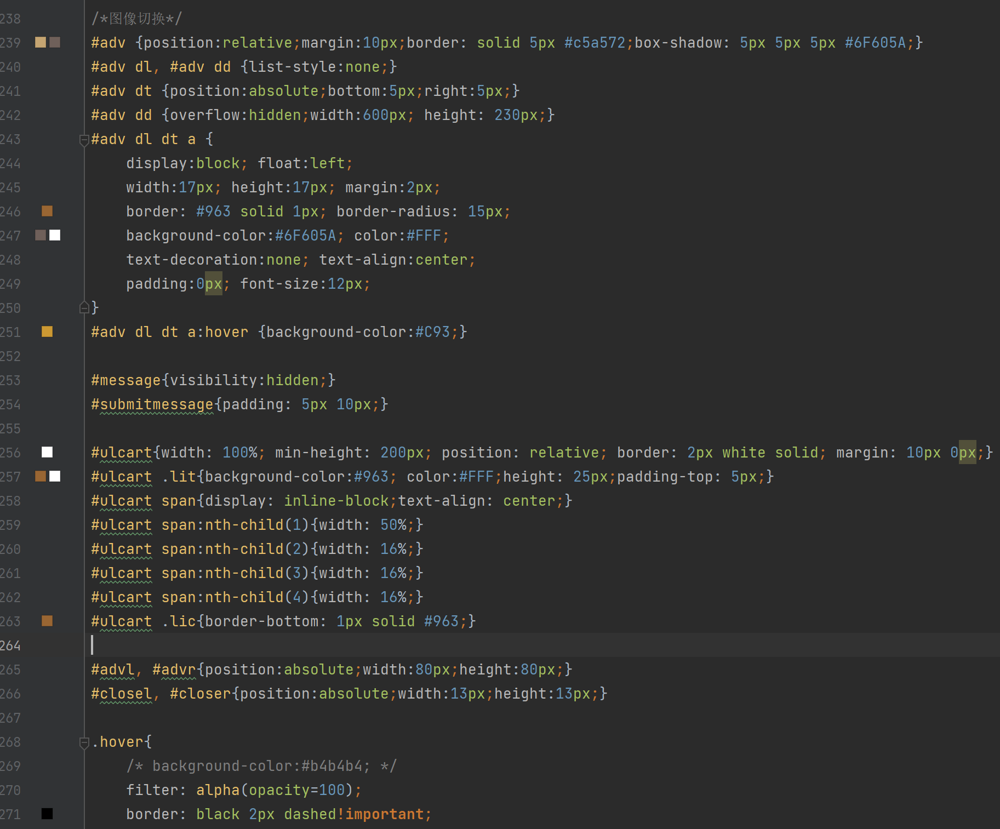 238 /*图像切换*/
239 #adv {position:relative;margin:10px;border: solid 5px #c5a572;box-shadow: 5px 5px 5px #6F605A;}
240 #adv dl, #adv dd {list-style:none;}
241 #adv dt {position:absolute;bottom:5px;right:5px;}
242 #adv dd {overflow:hidden;width:600px; height: 230px;}
243 #adv dl dt a {
244     display:block; float:left;
245     width:17px; height:17px; margin:2px;
246     border: #963 solid 1px; border-radius: 15px;
247     background-color:#6F605A; color:#FFF;
248     text-decoration:none; text-align:center;
249     padding:0px; font-size:12px;
250 }
251 #adv dl dt a:hover {background-color:#C93;}
252
253 #message{visibility:hidden;}
254 #submitmessage{padding: 5px 10px;}
255
256 #ulcart{width: 100%; min-height: 200px; position: relative; border: 2px white solid; margin: 10px 0px;}
257 #ulcart .lit{background-color:#963; color:#FFF;height: 25px;padding-top: 5px;}
258 #ulcart span{display: inline-block;text-align: center;}
259 #ulcart span:nth-child(1){width: 50%;}
260 #ulcart span:nth-child(2){width: 16%;}
261 #ulcart span:nth-child(3){width: 16%;}
262 #ulcart span:nth-child(4){width: 16%;}
263 #ulcart .lic{border-bottom: 1px solid #963;}
264
265 #advl, #advr{position:absolute;width:80px;height:80px;}
266 #closel, #closer{position:absolute;width:13px;height:13px;}
267
268 .hover{
269     /* background-color:#b4b4b4; */
270     filter: alpha(opacity=100);
271     border: black 2px dashed!important;